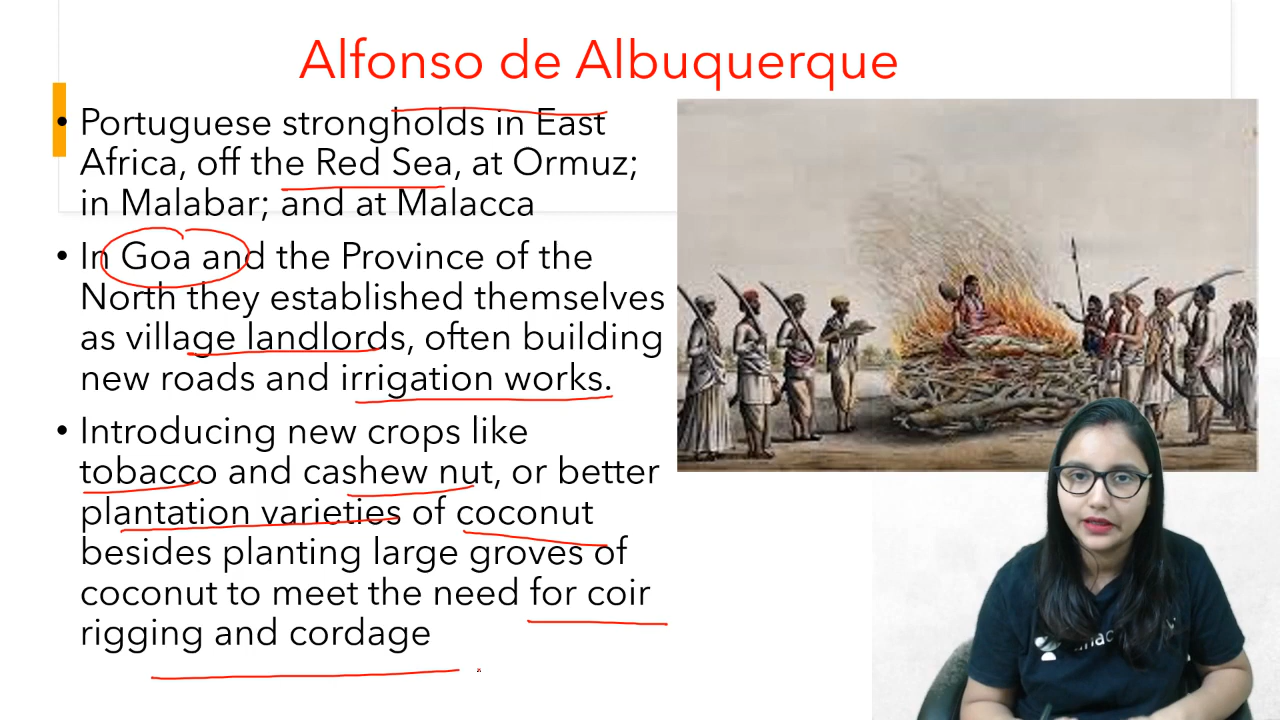 Alfonso de Albuquerque
• Portuguese strongholds in East
Africa, off the Red Sea, at Ormuz;
in Malabar; and at Malacca
• In Goa and the Province of the
North they established themselves
as village landlords, often building
new roads and irrigation works.
• Introducing new crops like
tobacco and cashew nut, or better
plantation varieties of coconut
besides planting large groves of
coconut to meet the need for coir
rigging and cordage